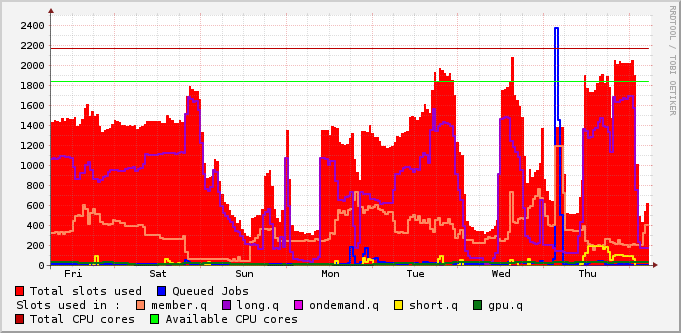 2400
2200
2000
1800
1600
1400
1200
1000
800
600
400
200
0
Fri Sat Sun Mon Tue Wed Thu
RRDTOOL / TOBI OETIKER
Total slots used Queued Jobs
Slots used in : member.q long.q ondemand.q short.q gpu.q
Total CPU cores Available CPU cores